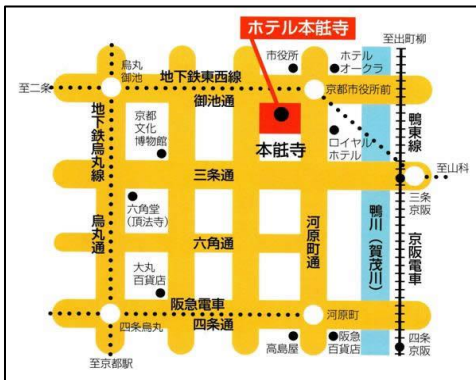 ホテル本能寺
至出町柳
烏丸
御池
市役所
ホテル
オークラ
地下鉄東西線
至二条
京都市役所前
御池通
地下鉄烏丸線
京都
文化
博物館
本能寺
ロイヤル
ホテル
鴨東線
至山科
三条通
三条
京阪
六角堂
(頂法寺)
烏丸通
河原町通
鴨川(賀茂川)
京阪電車
六角通
大丸
百貨店
阪急電車
河原町
四条烏丸
四条通
高島屋
阪急
百貨店
四条
京阪
至京都駅